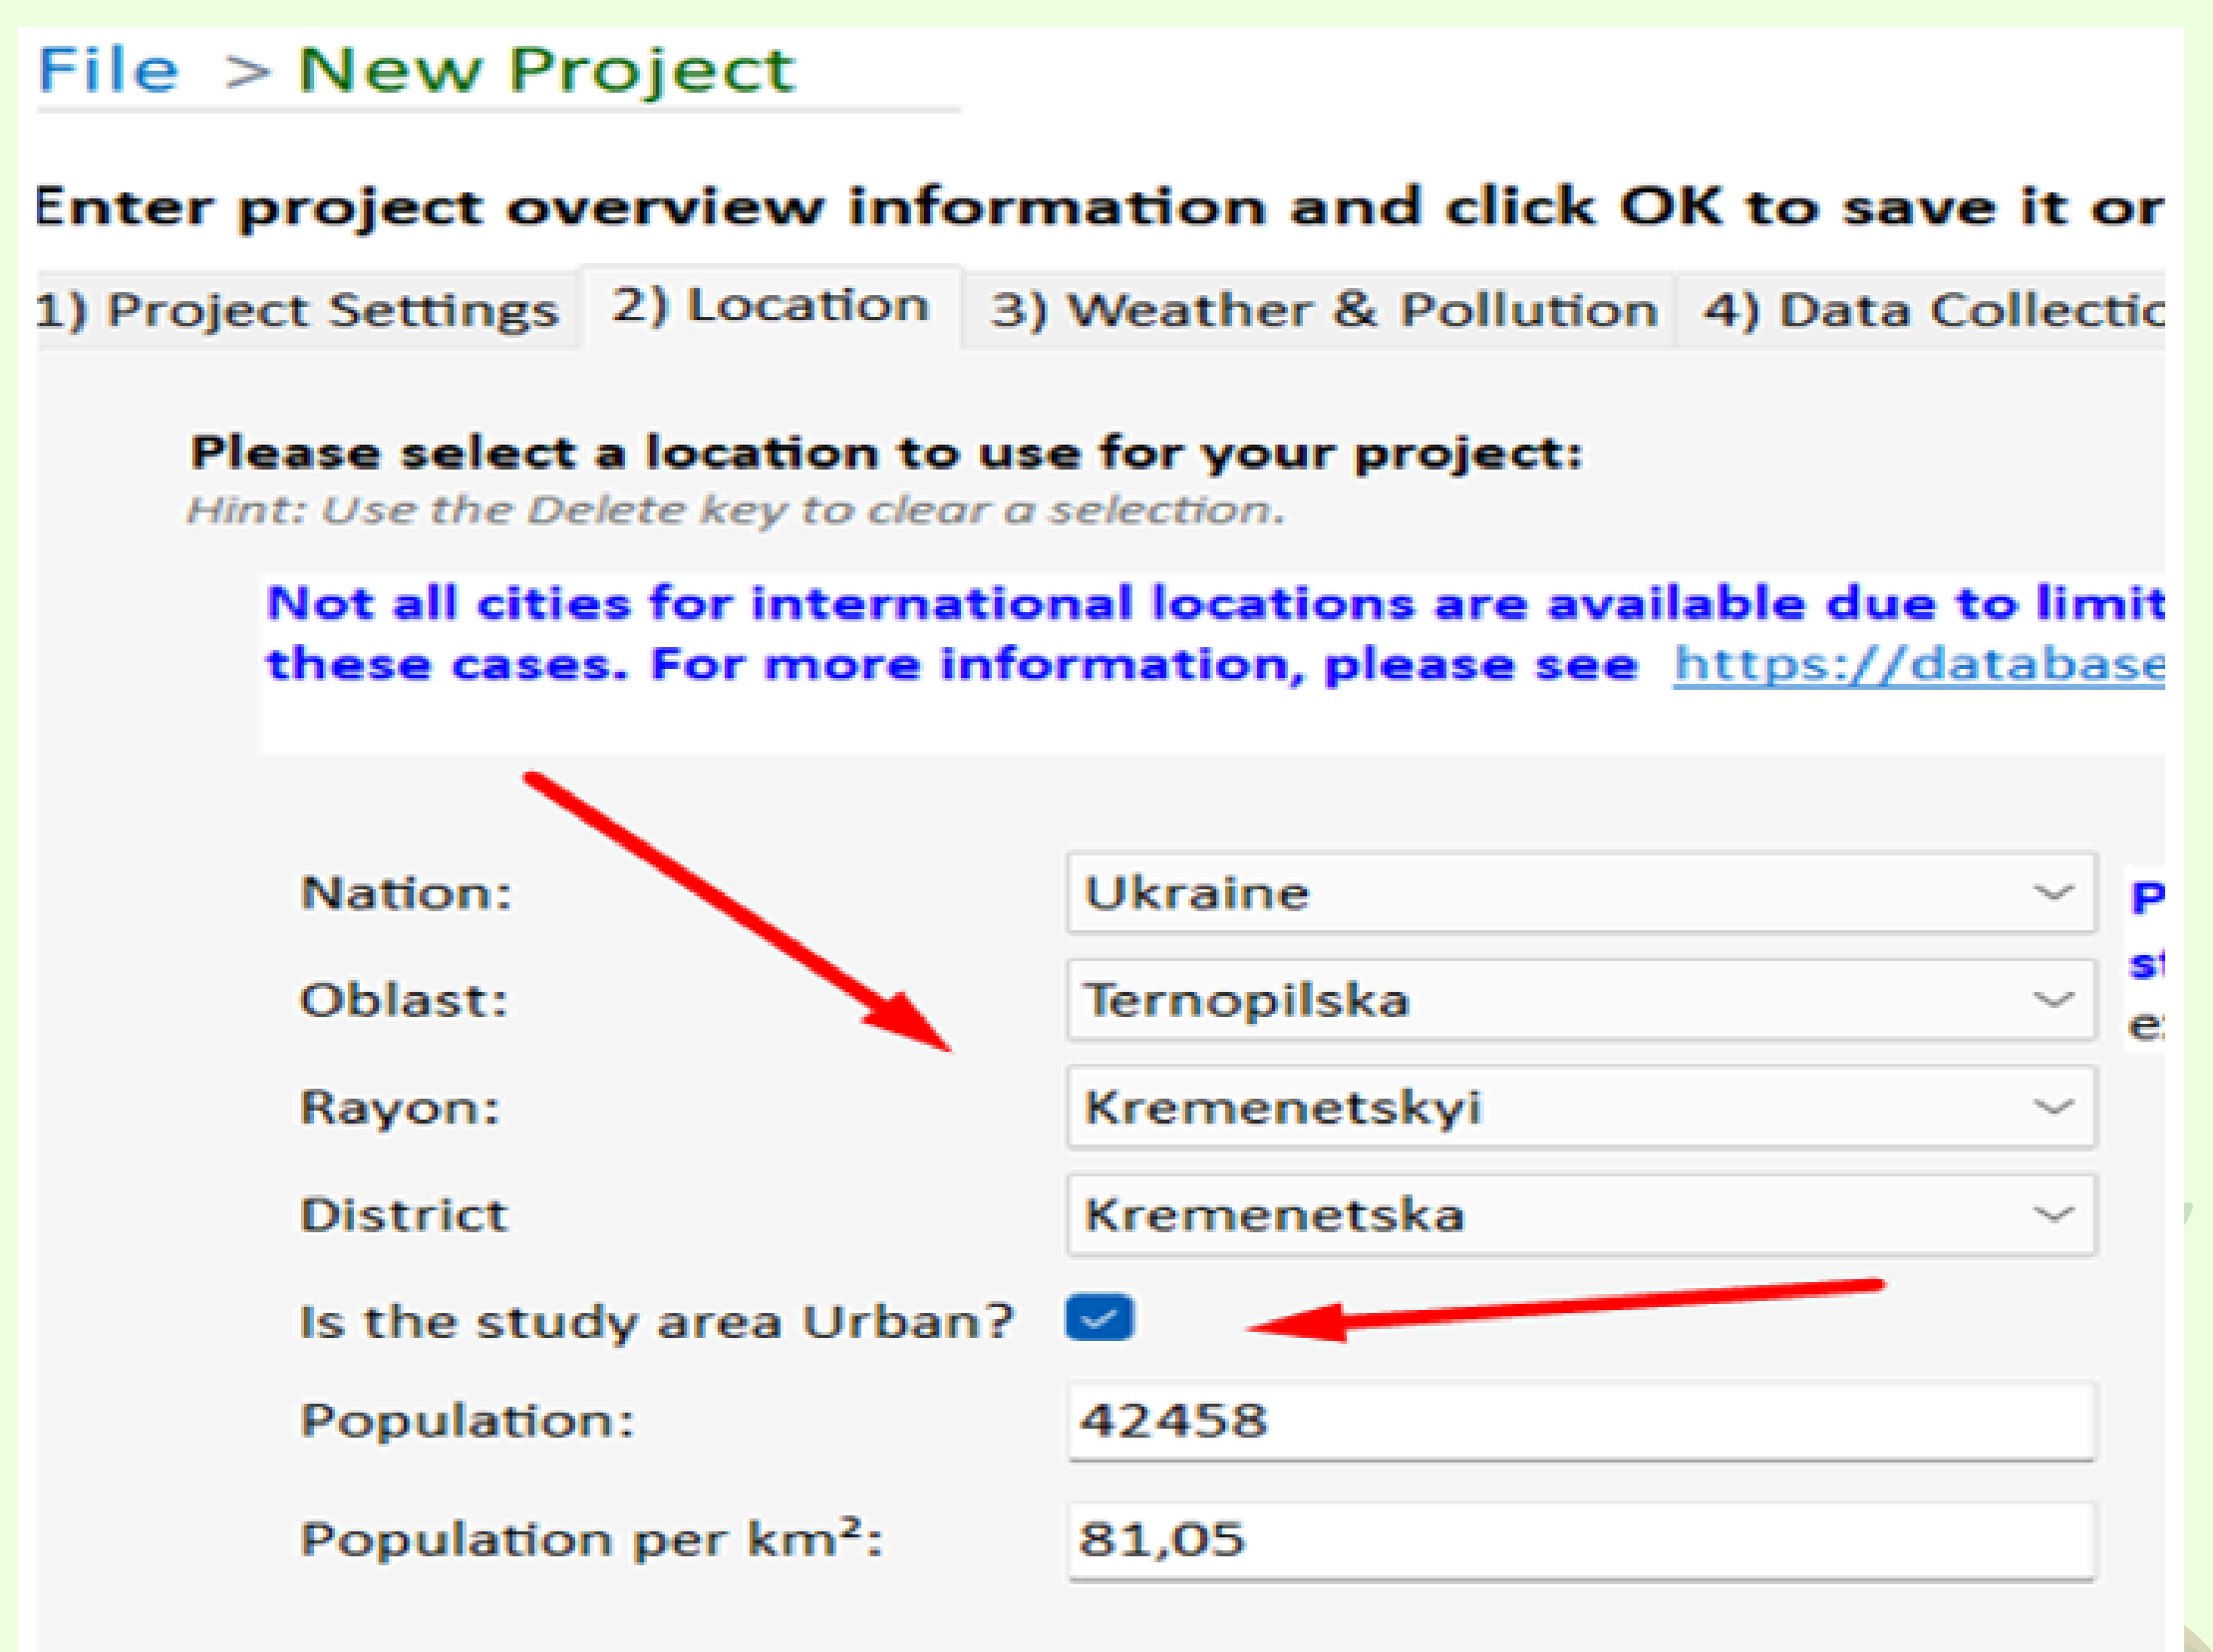 File > New Project
Enter project overview information and click OK to save it or
1) Project Settings 2) Location 3) Weather & Pollution 4) Data Collectio
Please select a location to use for your project:
Hint: Use the Delete key to clear a selection.
Not all cities for international locations are available due to limit
these cases. For more information, please see https://database
Nation: Ukraine
Oblast: Ternopilska
Rayon: Kremenetskyi
District Kremenetska
Is the study area Urban?
Population: 42458
Population per km²: 81,05